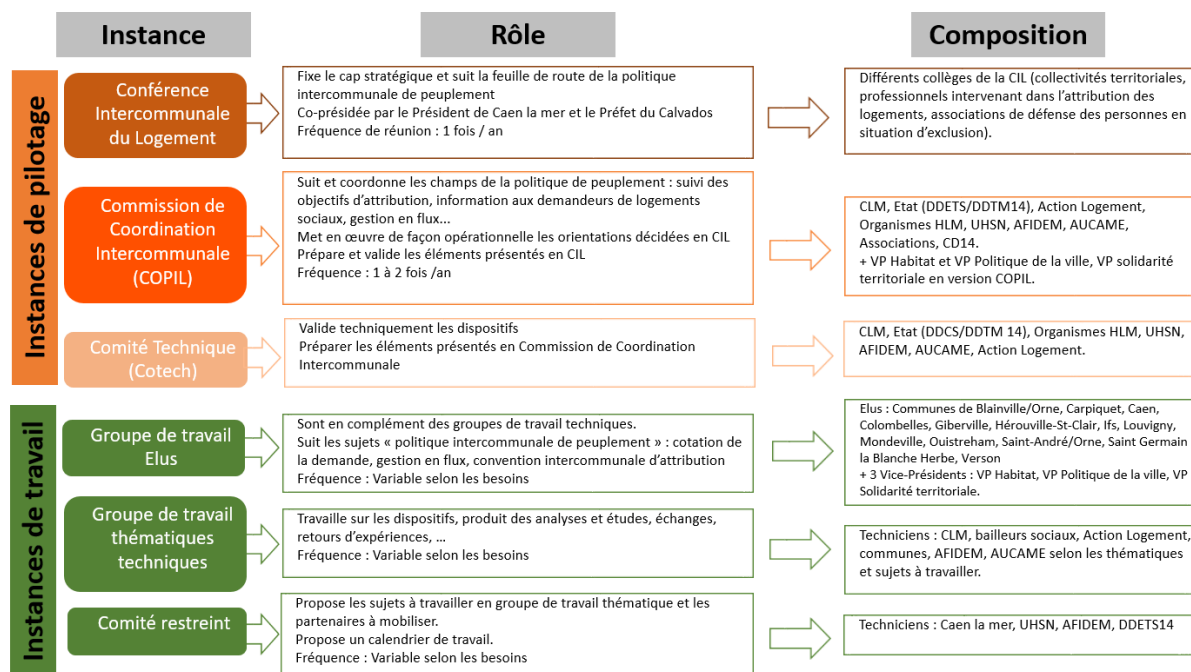 Instance
Rôle
Composition
Instances de pilotage
Conférence
Intercommunale
du Logement
Fixe le cap stratégique et suit la feuille de route de la politique
intercommunale de peuplement
Co-présidée par le Président de Caen la mer et le Préfet du Calvados
Fréquence de réunion : 1 fois / an
Différents collèges de la CIL (collectivités territoriales,
professionnels intervenant dans l'attribution des
logements, associations de défense des personnes en
situation d'exclusion).
Commission de
Coordination
Intercommunale
(COPIL)
Suit et coordonne les champs de la politique de peuplement : suivi des
objectifs d'attribution, information aux demandeurs de logements
sociaux, gestion en flux...
Met en œuvre de façon opérationnelle les orientations décidées en CIL
Prépare et valide les éléments présentés en CIL
Fréquence : 1 à 2 fois /an
CLM, Etat (DDETS/DDTM14), Action Logement,
Organismes HLM, UHSN, AFIDEM, AUCAME,
Associations, CD14.
+ VP Habitat et VP Politique de la ville, VP solidarité
territoriale en version COPIL.
Comité Technique
(Cotech)
Valide techniquement les dispositifs
Préparer les éléments présentés en Commission de Coordination
Intercommunale
CLM, Etat (DDCS/DDTM 14), Organismes HLM, UHSN,
AFIDEM, AUCAME, Action Logement.
Instances de travail
Groupe de travail
Elus
Sont en complément des groupes de travail techniques.
Suit les sujets « politique intercommunale de peuplement » : cotation de
la demande, gestion en flux, convention intercommunale d'attribution
Fréquence : Variable selon les besoins
Elus : Communes de Blainville/Orne, Carpiquet, Caen,
Colombelles, Giberville, Hérouville-St-Clair, Ifs, Louvigny,
Mondeville, Ouistreham, Saint-André/Orne, Saint Germain
la Blanche Herbe, Verson
+ 3 Vice-Présidents : VP Habitat, VP Politique de la ville, VP
Solidarité territoriale.
Groupe de travail
thématiques
techniques
Travaille sur les dispositifs, produit des analyses et études, échanges,
retours d'expériences, …
Fréquence : Variable selon les besoins
Techniciens : CLM, bailleurs sociaux, Action Logement,
communes, AFIDEM, AUCAME selon les thématiques
et sujets à travailler.
Comité restreint
Propose les sujets à travailler en groupe de travail thématique et les
partenaires à mobiliser.
Propose un calendrier de travail.
Fréquence : Variable selon les besoins
Techniciens : Caen la mer, UHSN, AFIDEM, DDETS14